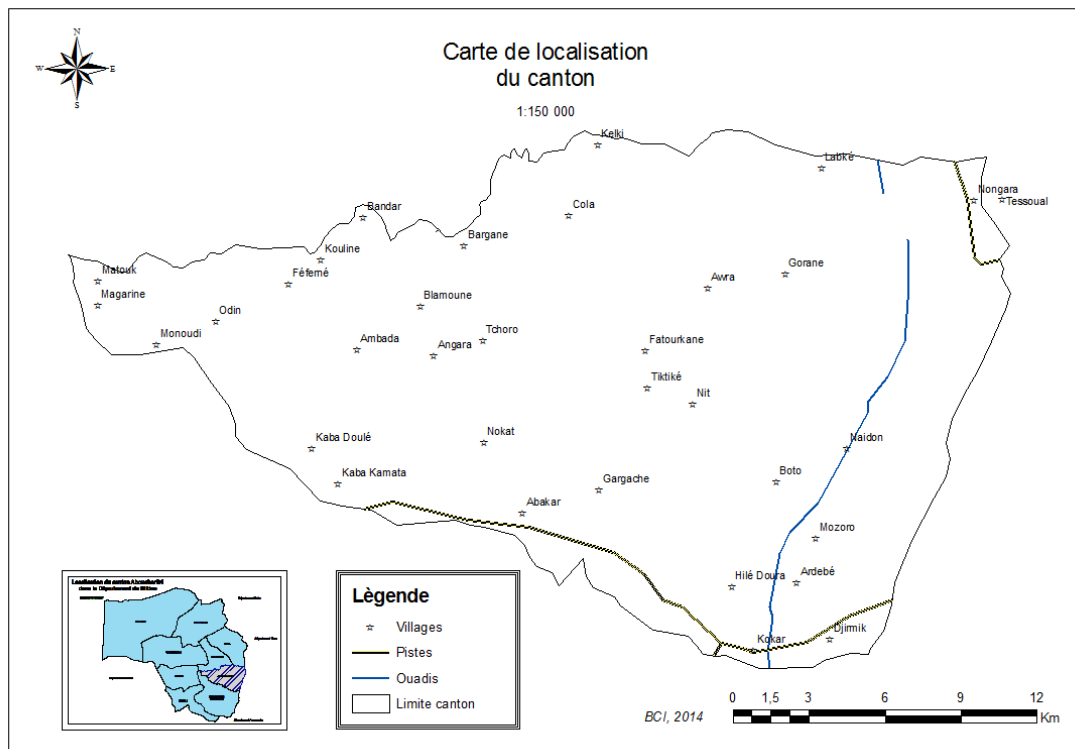 N
W
E
S
Carte de localisation
du canton
1:150 000
Kelki
Labké
Nongara
Tessoual
Bandar
Cola
Bargane
Kouline
Gorane
Matouk
Féferné
Awra
Magarine
Blamoune
Odin
Monoudi
Tchoro
Ambada
Angara
Fatourkane
Tiktiké
Nit
Kaba Doulé
Nokat
Naidon
Kaba Kamata
Gargache
Boto
Abakar
Mozoro
Hilé Doura
Ardebé
Kokar
Djimik
Lègende
Villages
Pistes
Ouadis
Limite canton
BCI, 2014
0 1,5 3 6 9 12
Km